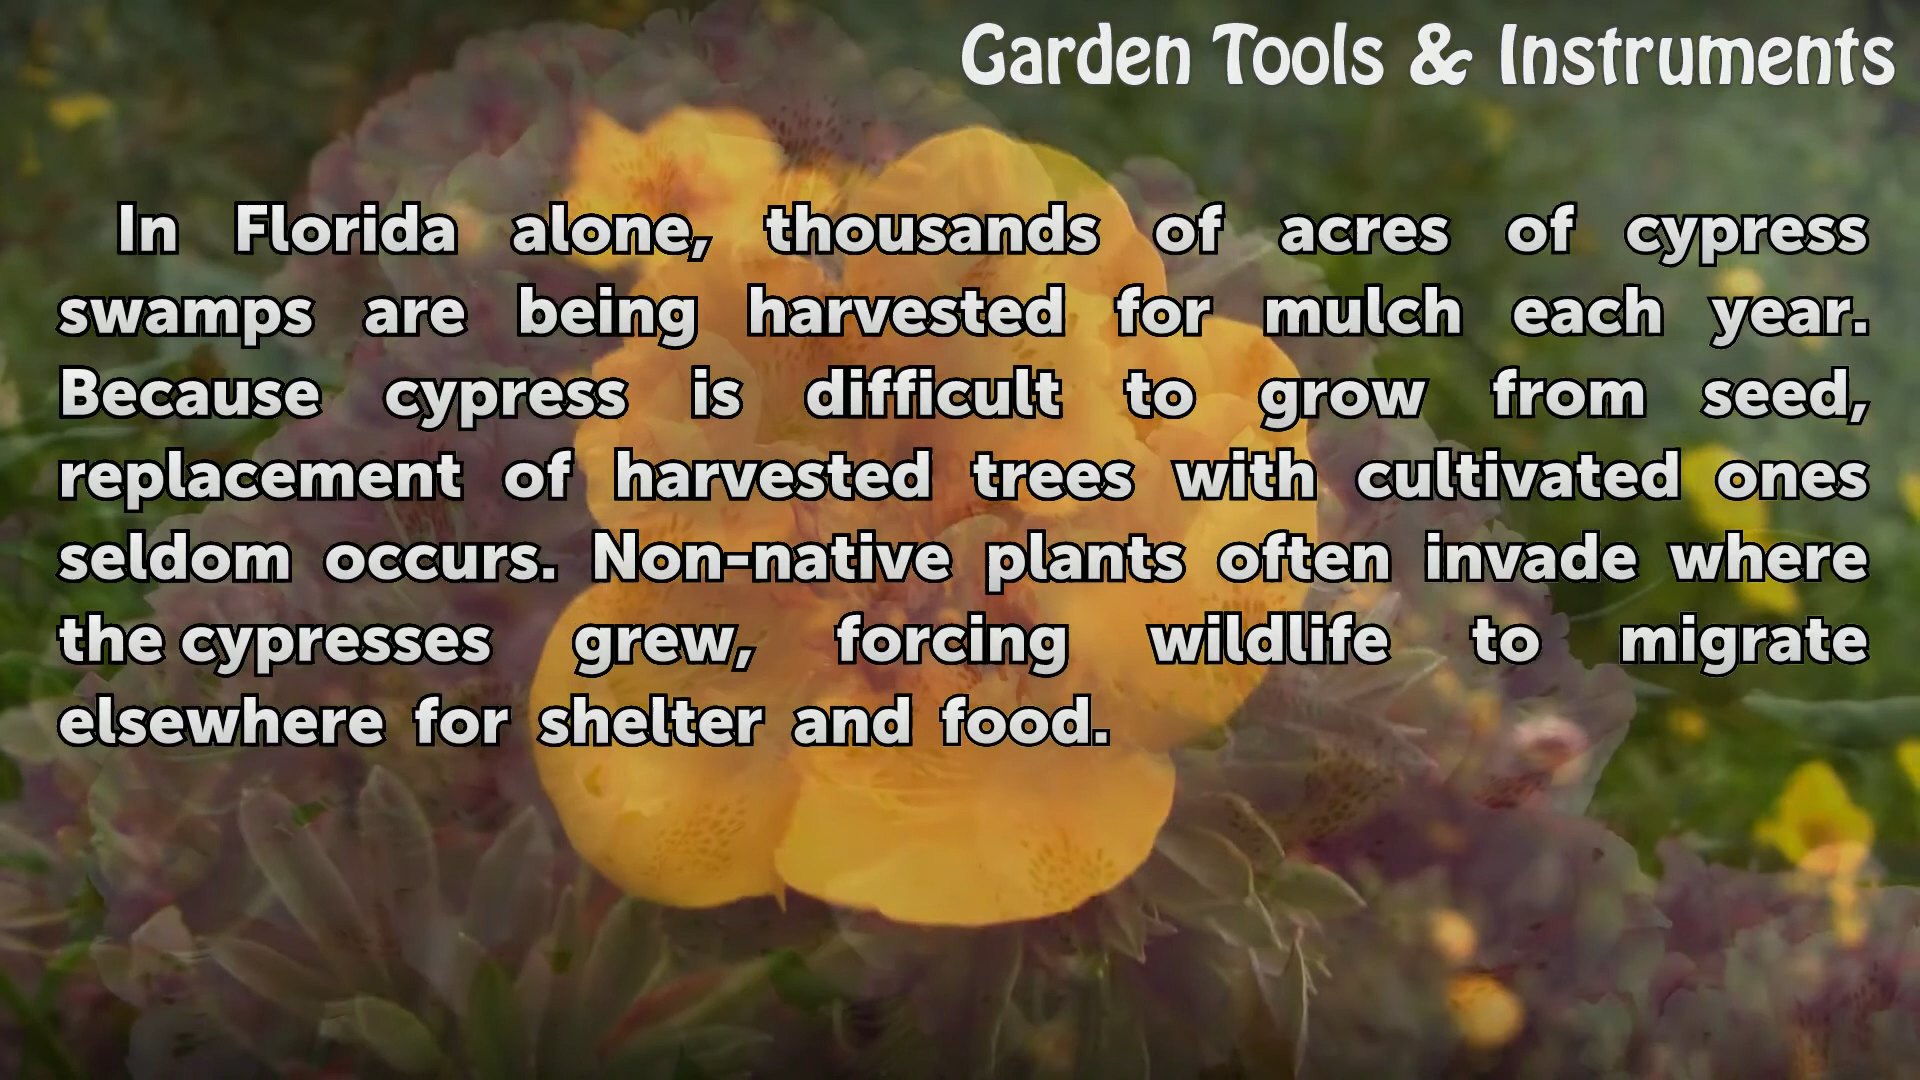 Garden Tools & Instruments
In Florida alone, thousands of acres of cypress
swamps are being harvested for mulch each year.
Because cypress is difficult to grow from seed,
replacement of harvested trees with cultivated ones
seldom occurs. Non-native plants often invade where
the cypresses grew, forcing wildlife to migrate
elsewhere for shelter and food.